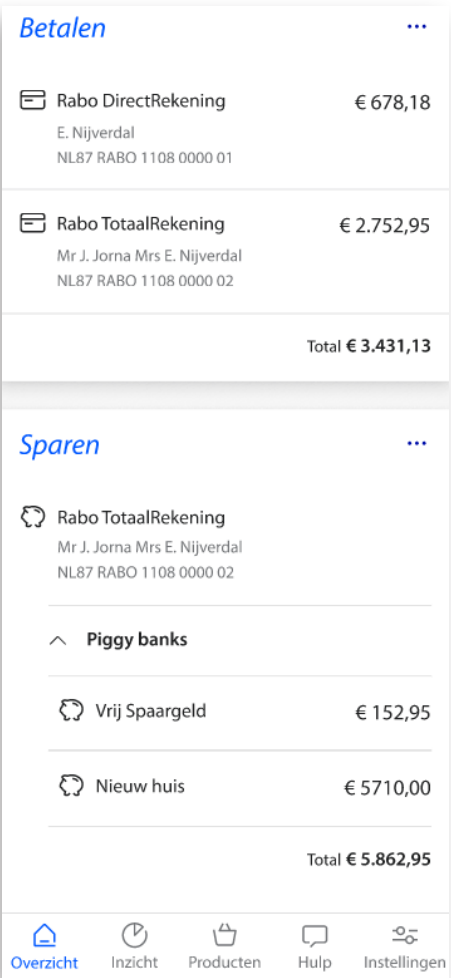 Betalen
Rabo DirectRekening € 678,18
E. Nijverdal
NL87 RABO 1108 0000 01
Rabo TotaalRekening € 2.752,95
Mr J. Jorna Mrs E. Nijverdal
NL87 RABO 1108 0000 02
Total € 3.431,13
Sparen
Rabo TotaalRekening
Mr J. Jorna Mrs E. Nijverdal
NL87 RABO 1108 0000 02
Piggy banks
Vrij Spaargeld € 152,95
Nieuw huis € 5710,00
Total € 5.862,95
Overzicht Inzicht Producten Hulp Instellingen